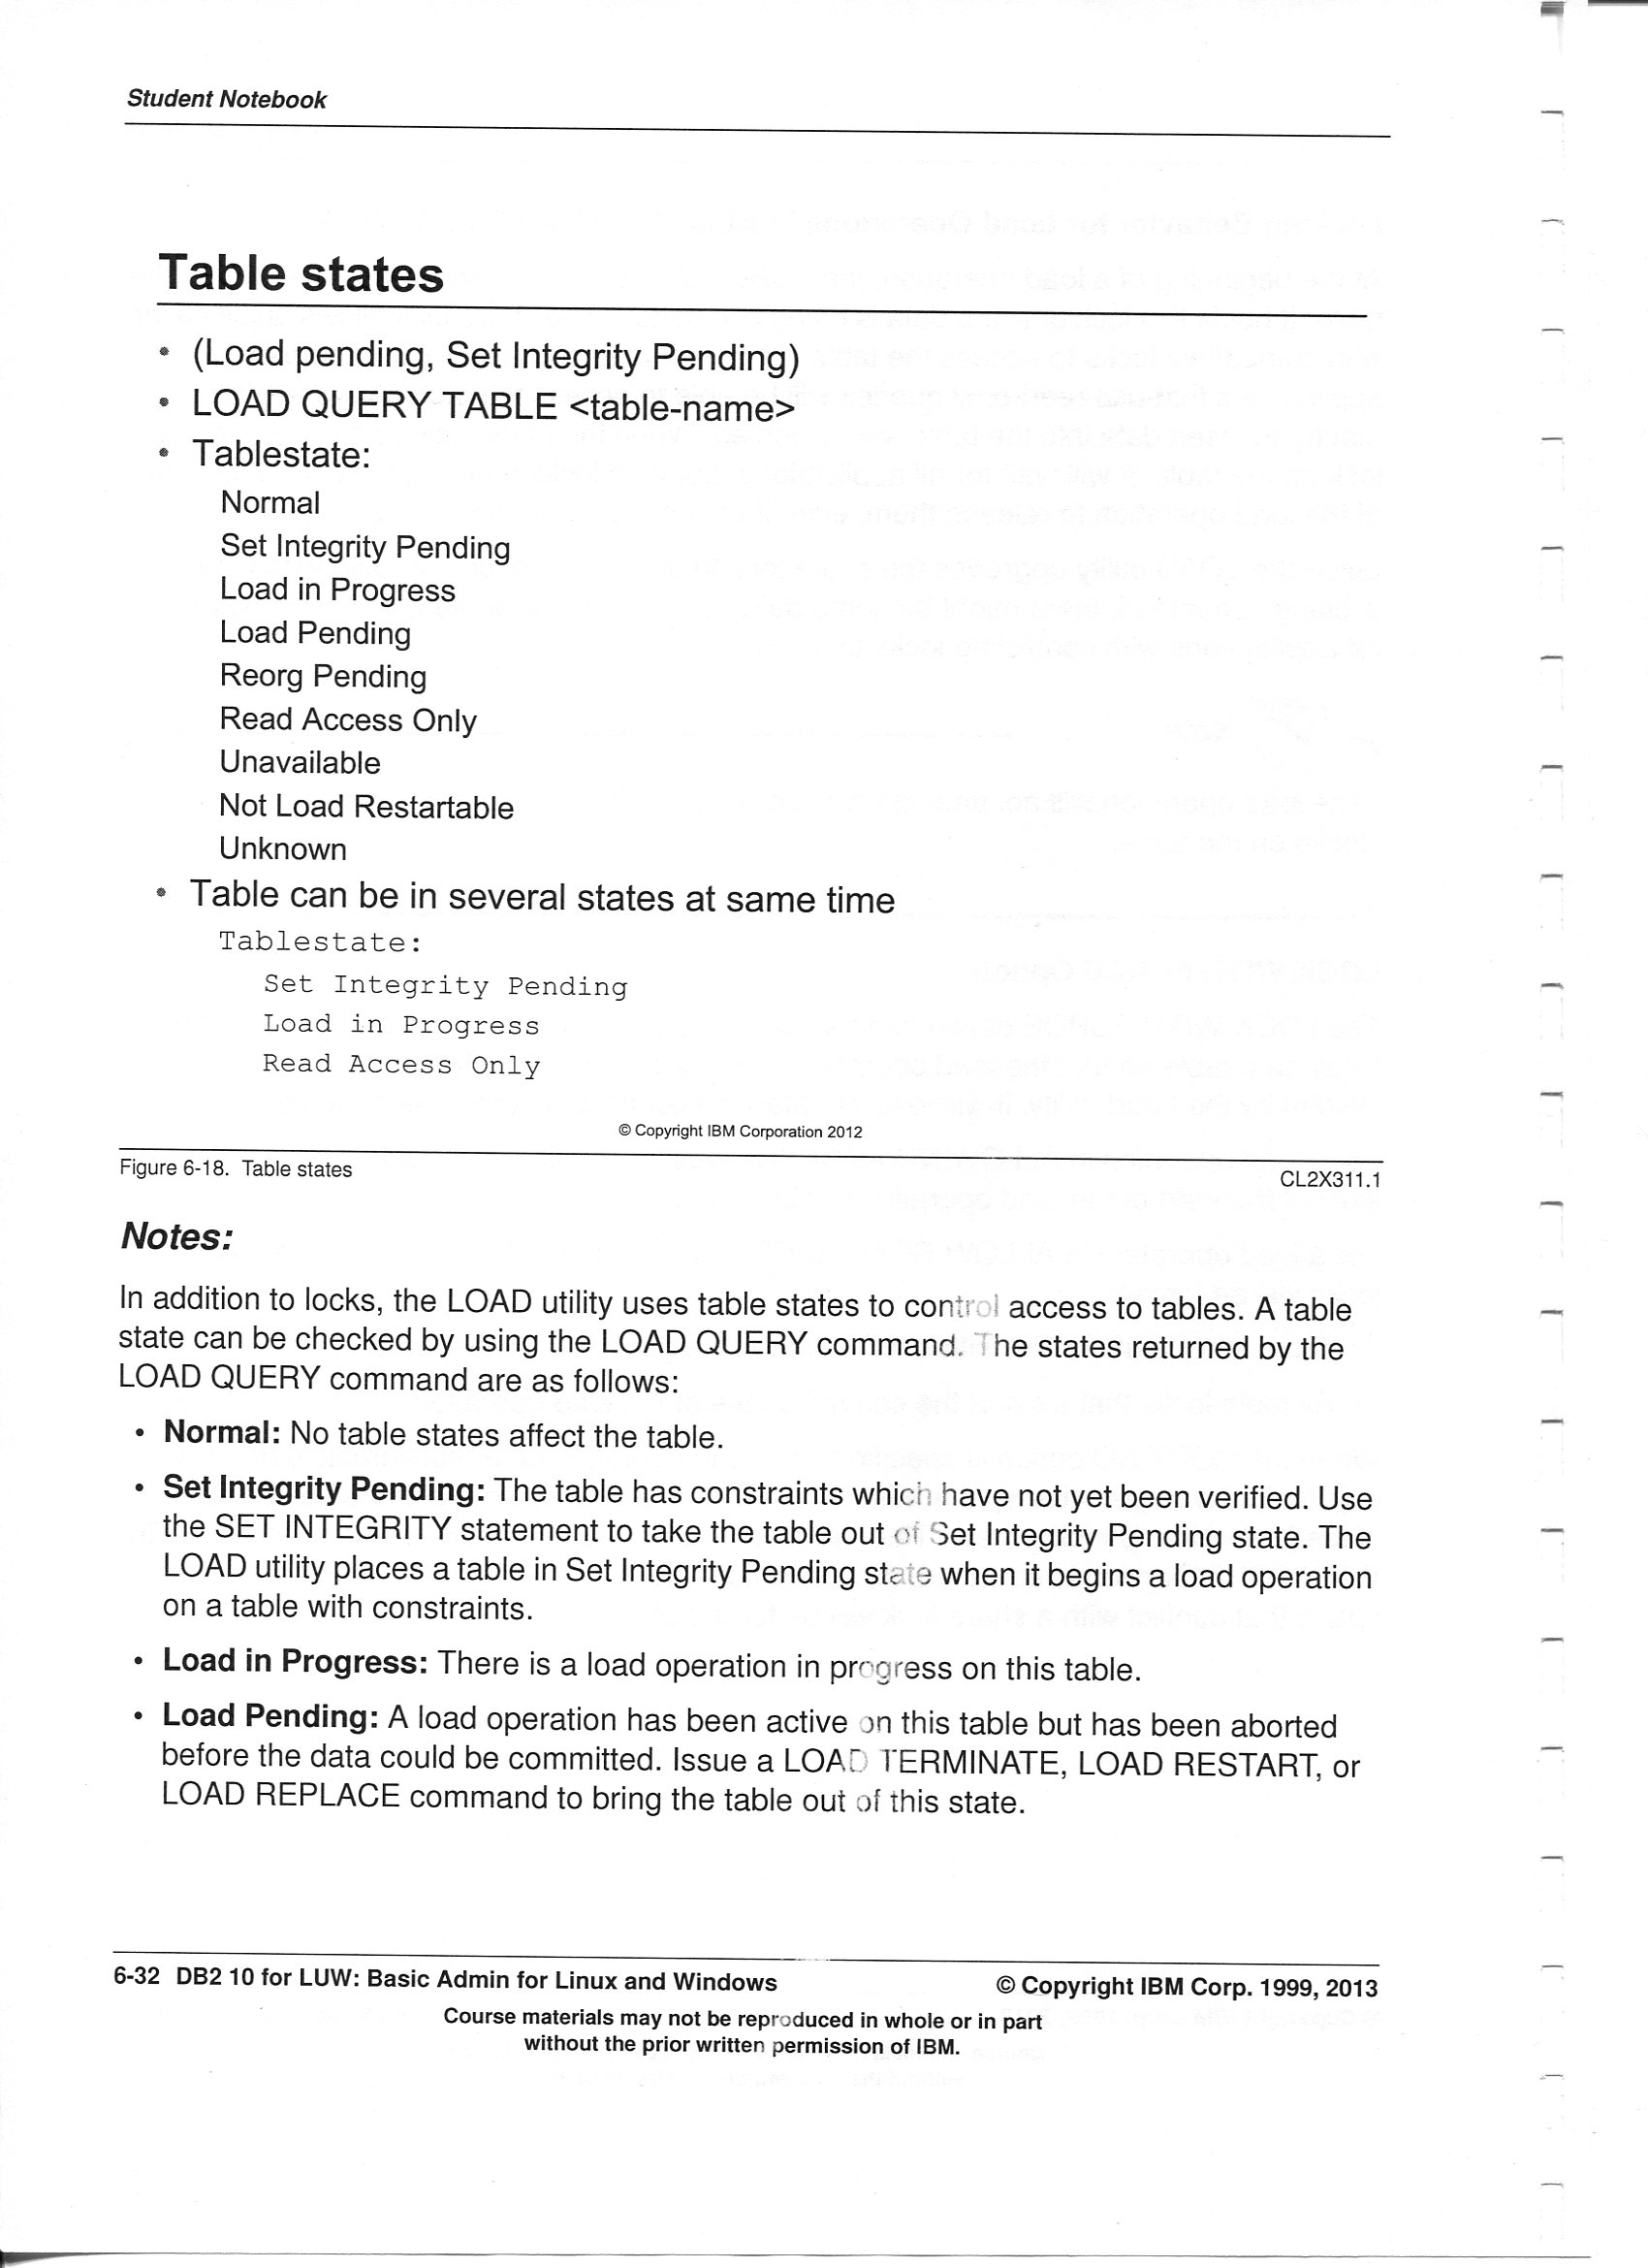 Student Notebook
Table states
• (Load pending, Set Integrity Pending)
• LOAD QUERY TABLE <table-name>
• Tablestate:
Normal
Set Integrity Pending
Load in Progress
Load Pending
Reorg Pending
Read Access Only
Unavailable
Not Load Restartable
Unknown
• Table can be in several states at same time
Tablestate:
Set Integrity Pending
Load in Progress
Read Access Only
© Copyright IBM Corporation 2012
Figure 6-18. Table states CL2X311.1
Notes:
In addition to locks, the LOAD utility uses table states to control access to tables. A table
state can be checked by using the LOAD QUERY command. The states returned by the
LOAD QUERY command are as follows:
• Normal: No table states affect the table.
• Set Integrity Pending: The table has constraints which have not yet been verified. Use
the SET INTEGRITY statement to take the table out of Set Integrity Pending state. The
LOAD utility places a table in Set Integrity Pending state when it begins a load operation
on a table with constraints.
• Load in Progress: There is a load operation in progress on this table.
• Load Pending: A load operation has been active on this table but has been aborted
before the data could be committed. Issue a LOAD TERMINATE, LOAD RESTART, or
LOAD REPLACE command to bring the table out of this state.
6-32 DB2 10 for LUW: Basic Admin for Linux and Windows © Copyright IBM Corp. 1999, 2013
Course materials may not be reproduced in whole or in part
without the prior written permission of IBM.